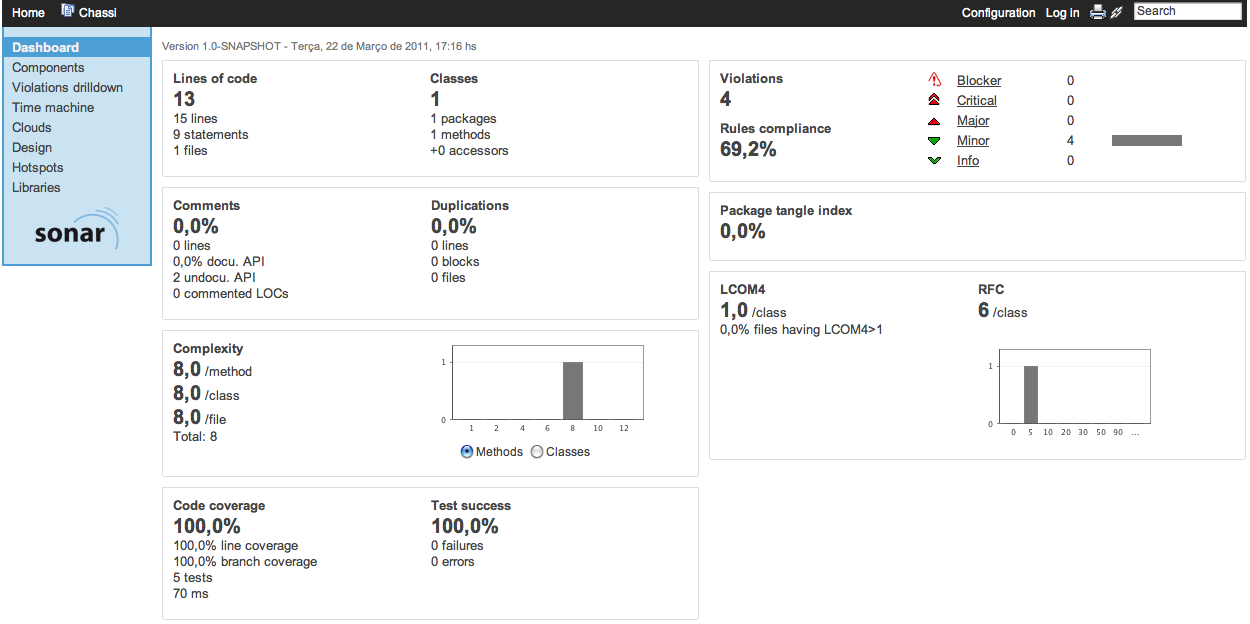 Home Chassi Configuration Log in Search
Dashboard
Components
Violations drilldown
Time machine
Clouds
Design
Hotspots
Libraries
sonar
Version 1.0-SNAPSHOT - Terça, 22 de Março de 2011, 17:16 hs
Lines of code
13
15 lines
9 statements
1 files
Classes
1
1 packages
1 methods
+0 accessors
Comments
0,0%
0 lines
0,0% docu. API
2 undocu. API
0 commented LOCs
Duplications
0,0%
0 lines
0 blocks
0 files
Complexity
8,0 /method
8,0 /class
8,0 /file
Total: 8
1
0
1 2 4 6 8 10 12
Methods Classes
Code coverage
100,0%
100,0% line coverage
100,0% branch coverage
5 tests
70 ms
Test success
100,0%
0 failures
0 errors
Violations
4
Rules compliance
69,2%
Blocker 0
Critical 0
Major 0
Minor 4
Info 0
Package tangle index
0,0%
LCOM4
1,0 /class
0,0% files having LCOM4>1
RFC
6 /class
1
0
0 5 10 20 30 50 90 ...